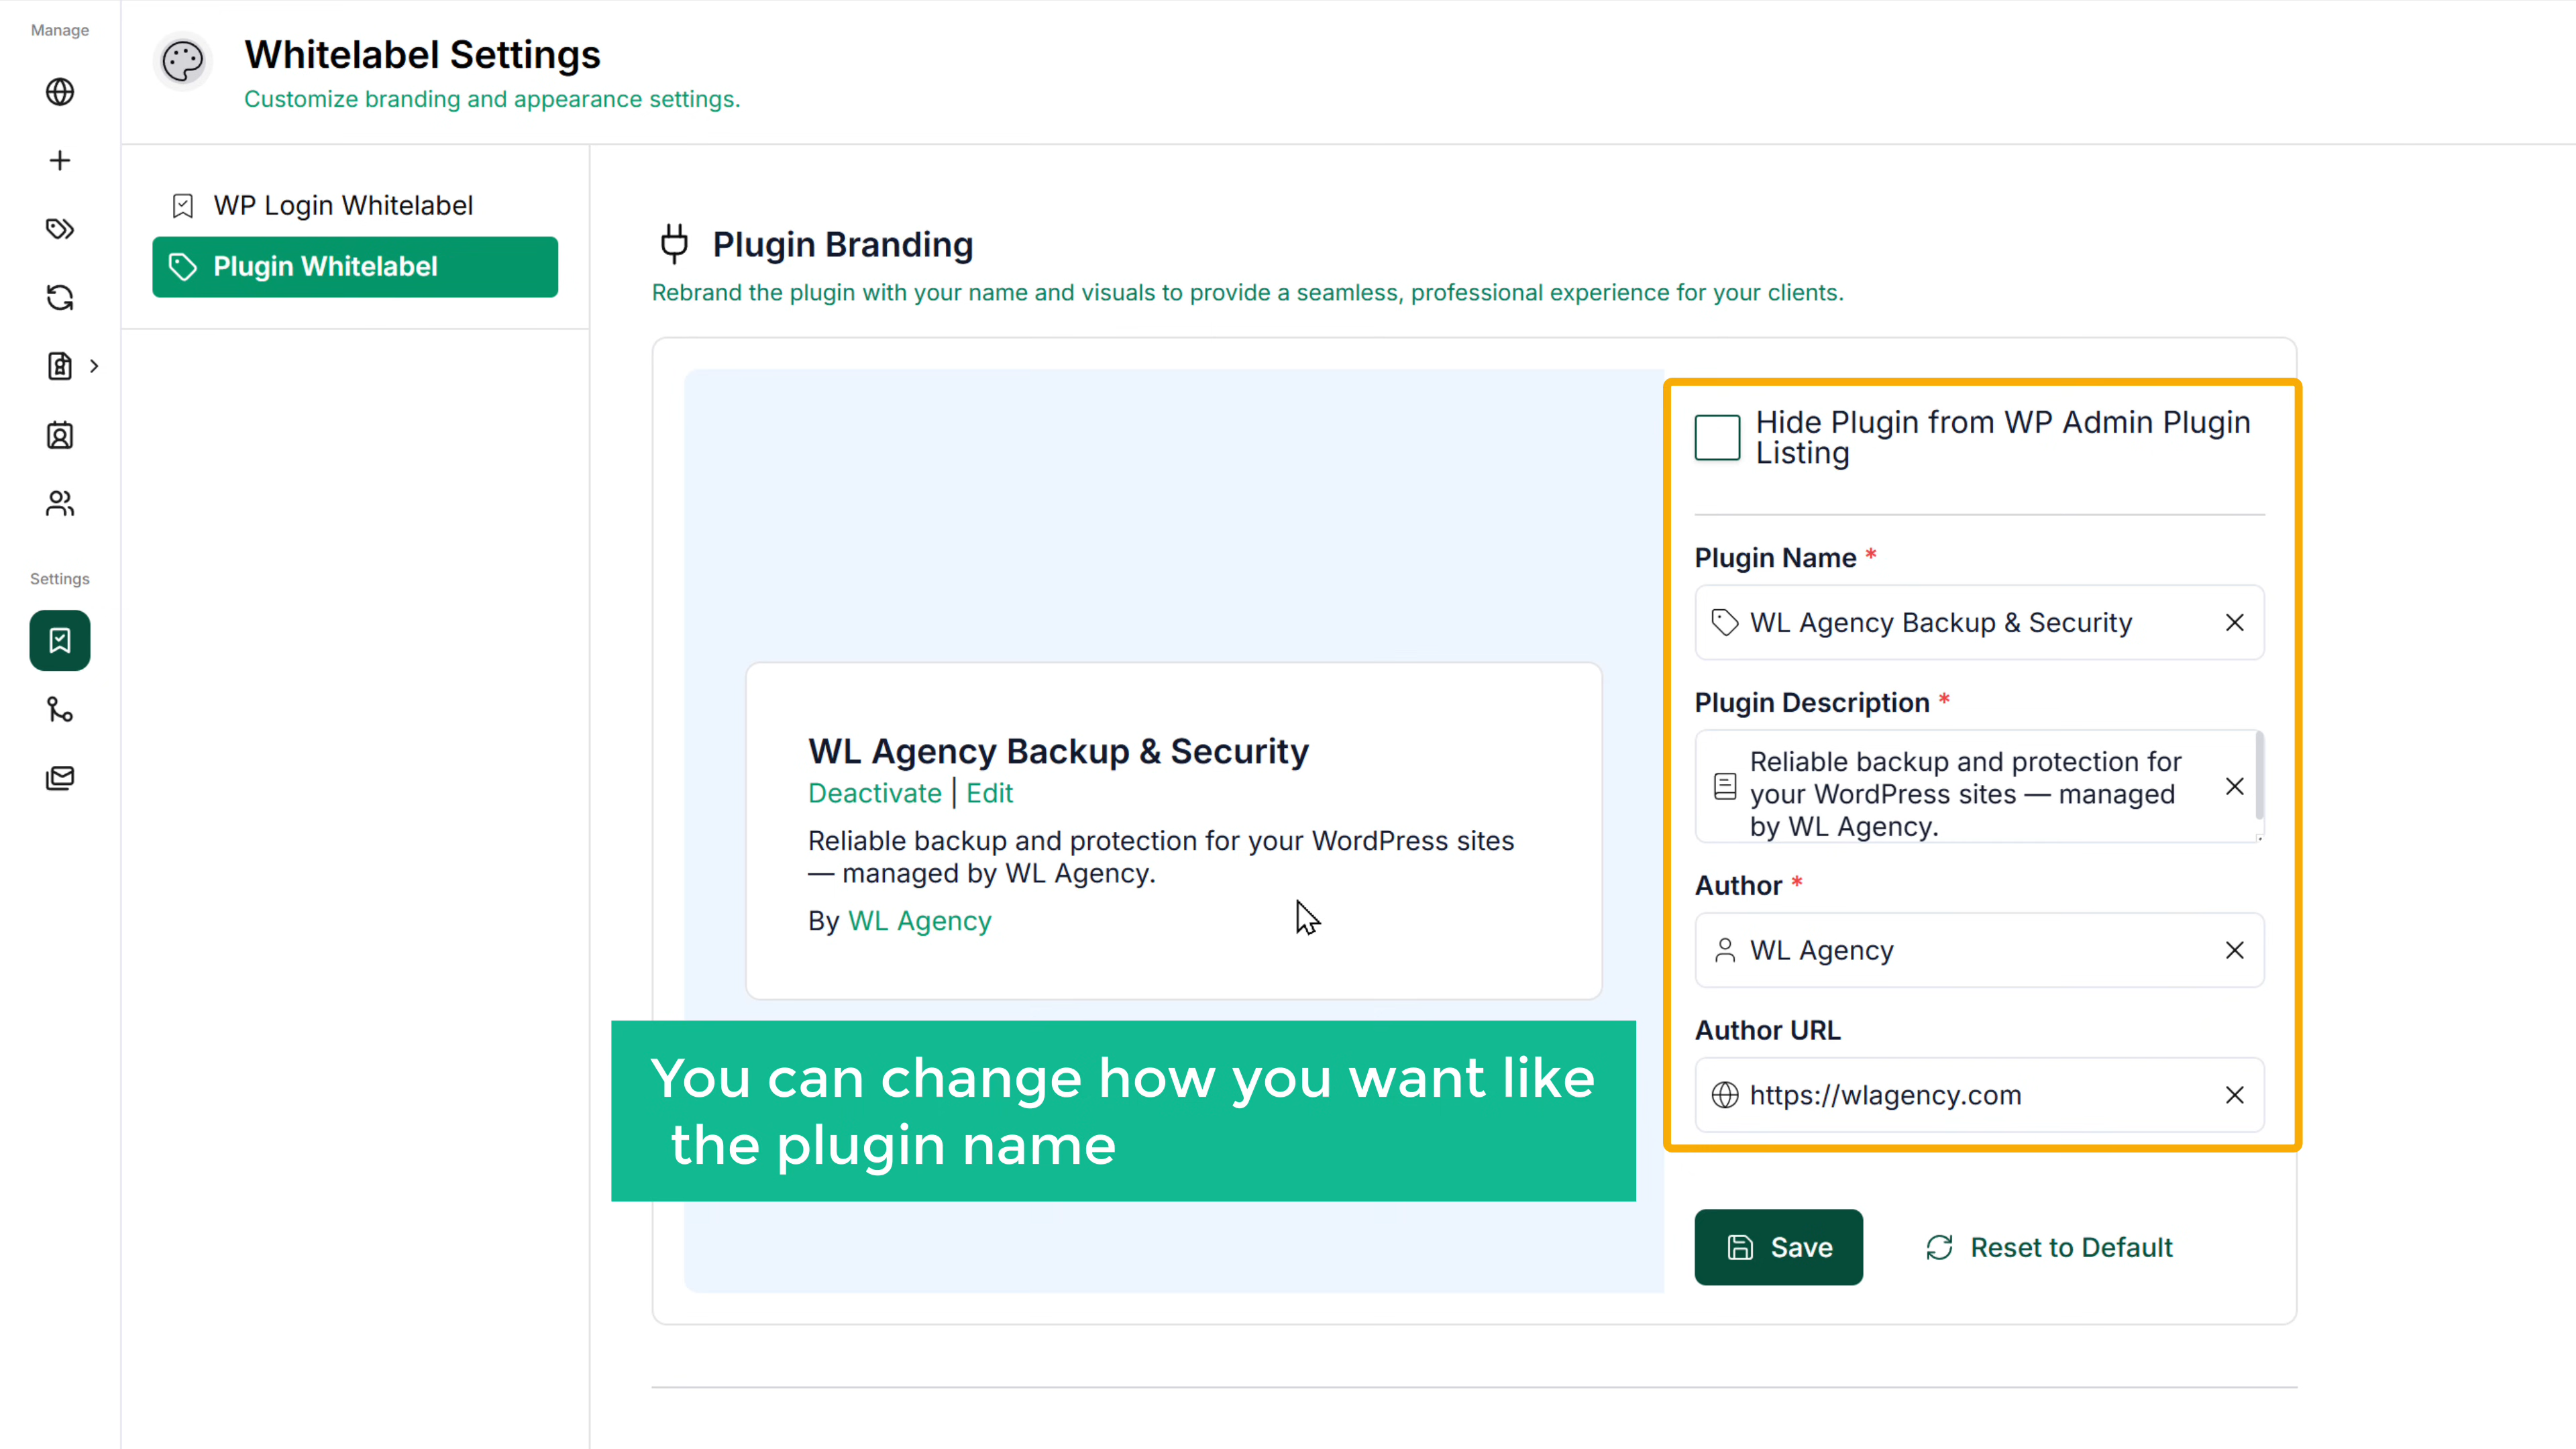 Manage
Whitelabel Settings
Customize branding and appearance settings.
WP Login Whitelabel
Plugin Whitelabel
Settings
Plugin Branding
Rebrand the plugin with your name and visuals to provide a seamless, professional experience for your clients.
WL Agency Backup & Security
Deactivate | Edit
Reliable backup and protection for your WordPress sites
— managed by WL Agency.
By WL Agency
You can change how you want like
the plugin name
Hide Plugin from WP Admin Plugin
Listing
Plugin Name *
WL Agency Backup & Security
Plugin Description *
Reliable backup and protection for
your WordPress sites — managed
by WL Agency.
Author *
WL Agency
Author URL
https://wlagency.com
Save
Reset to Default